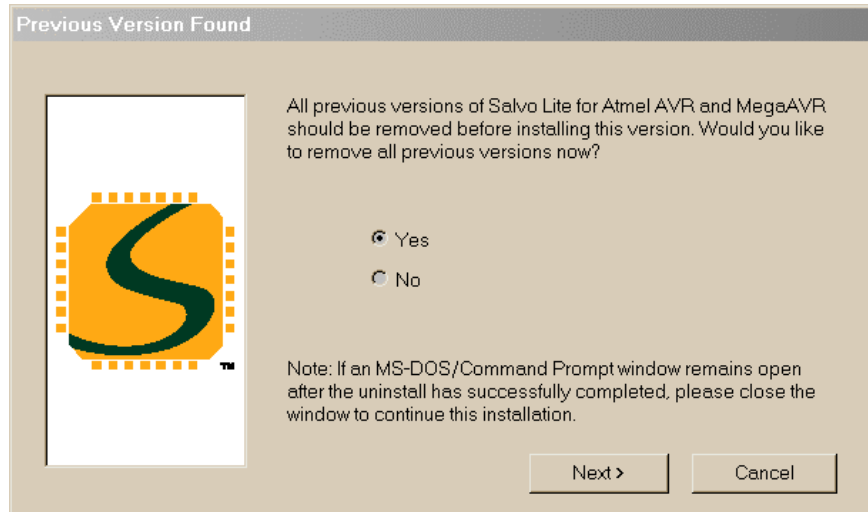 Previous Version Found
All previous versions of Salvo Lite for Atmel AVR and MegaAVR
should be removed before installing this version. Would you like
to remove all previous versions now?
Yes
No
TM
Note: If an MS-DOS/Command Prompt window remains open
after the uninstall has successfully completed, please close the
window to continue this installation.
Next >
Cancel